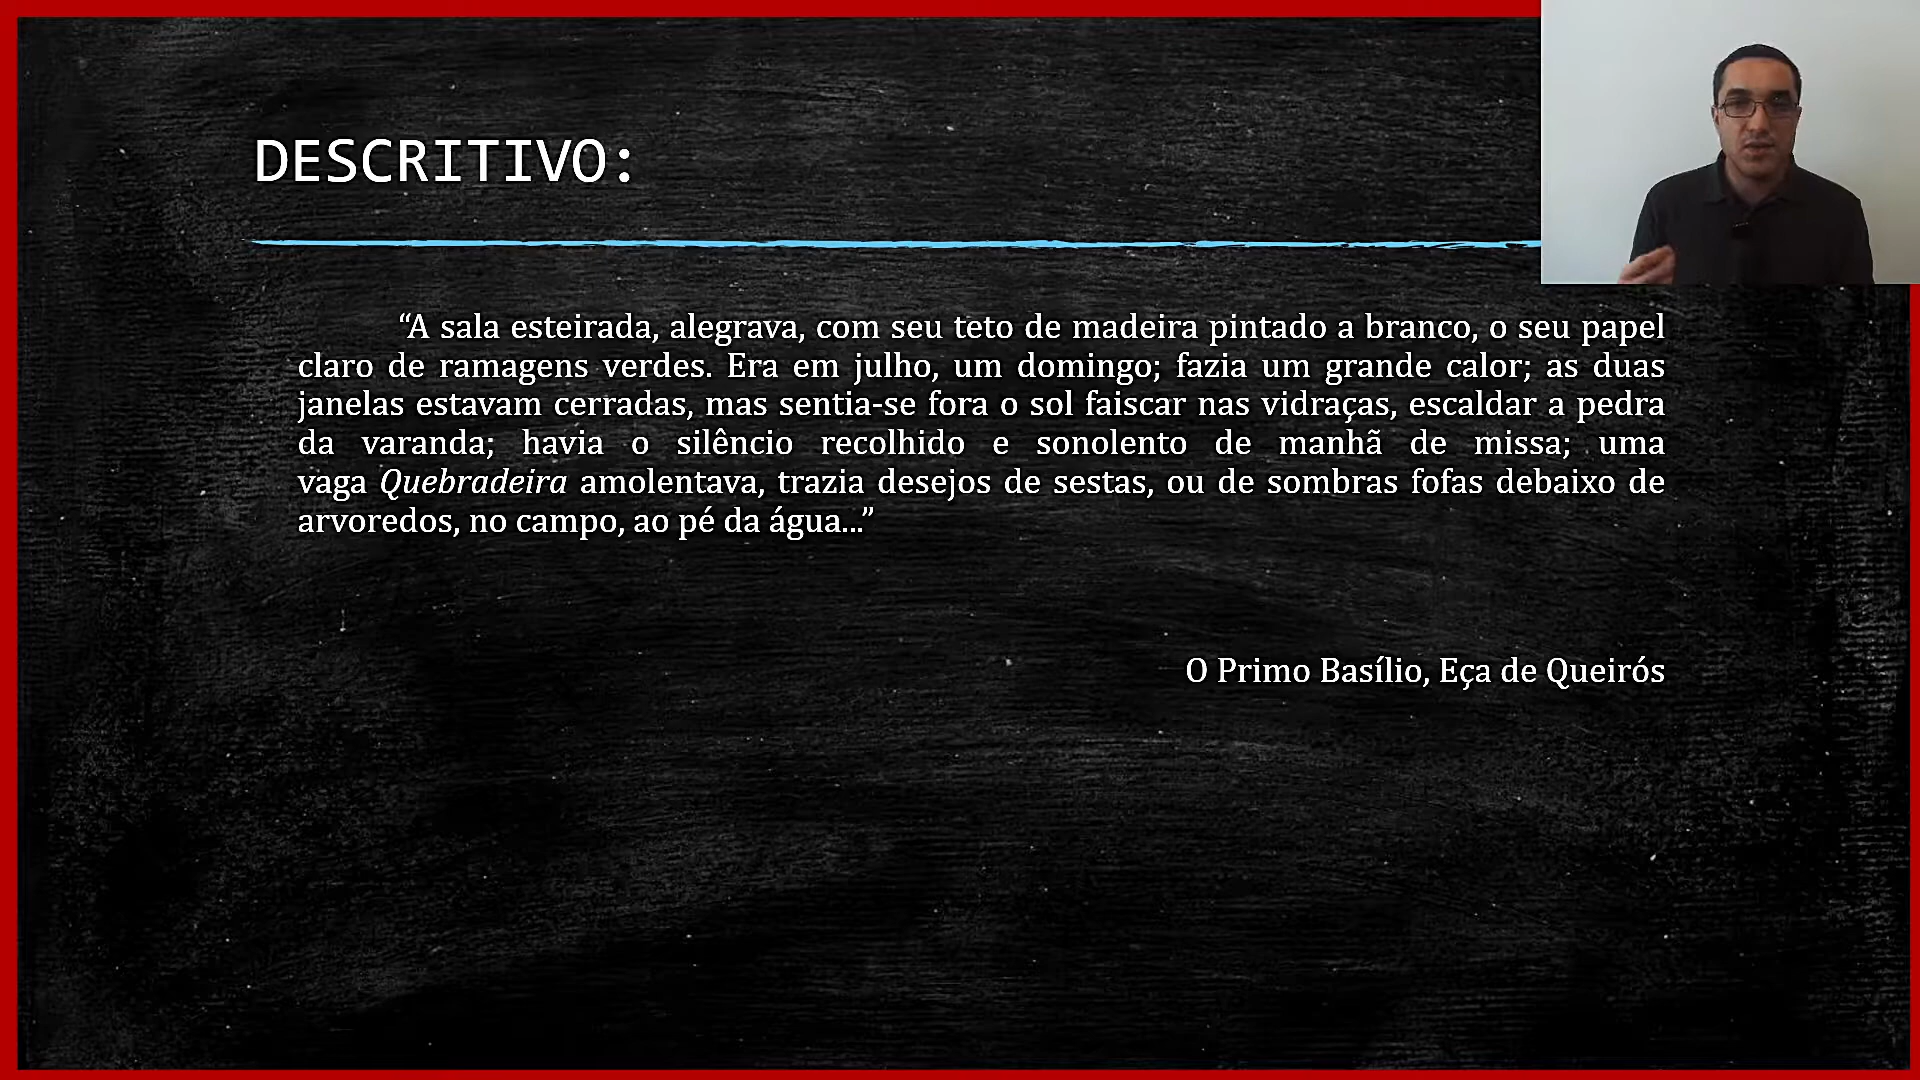 DESCRITIVO:
“A sala esteirada, alegrava, com seu teto de madeira pintado a branco, o seu papel
claro de ramagens verdes. Era em julho, um domingo; fazia um grande calor; as duas
janelas estavam cerradas, mas sentia-se fora o sol faiscar nas vidraças, escaldar a pedra
da varanda; havia o silêncio recolhido e sonolento de manhã de missa; uma
vaga Quebradeira amolentava, trazia desejos de sestas, ou de sombras fofas debaixo de
arvoredos, no campo, ao pé da água...”
O Primo Basílio, Eça de Queirós